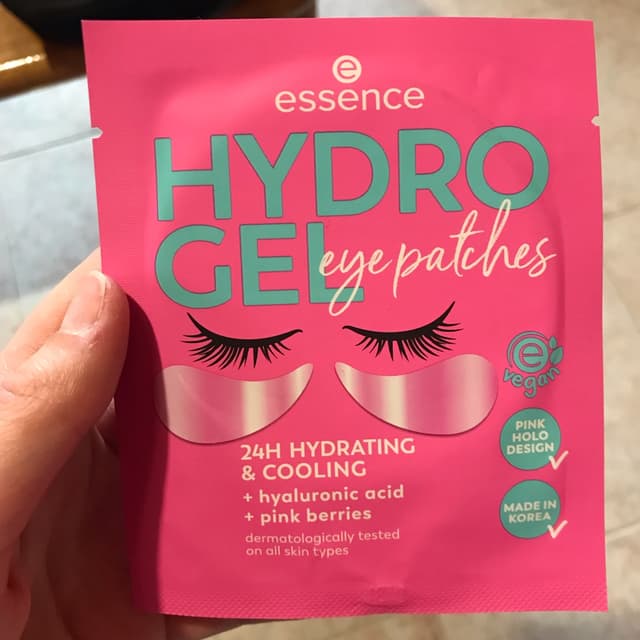 e
essence
HYDRO
GEL eye patches
e
vegan
PINK
HOLO
DESIGN
MADE IN
KOREA
24H HYDRATING
& COOLING
+ hyaluronic acid
+ pink berries
dermatologically tested
on all skin types